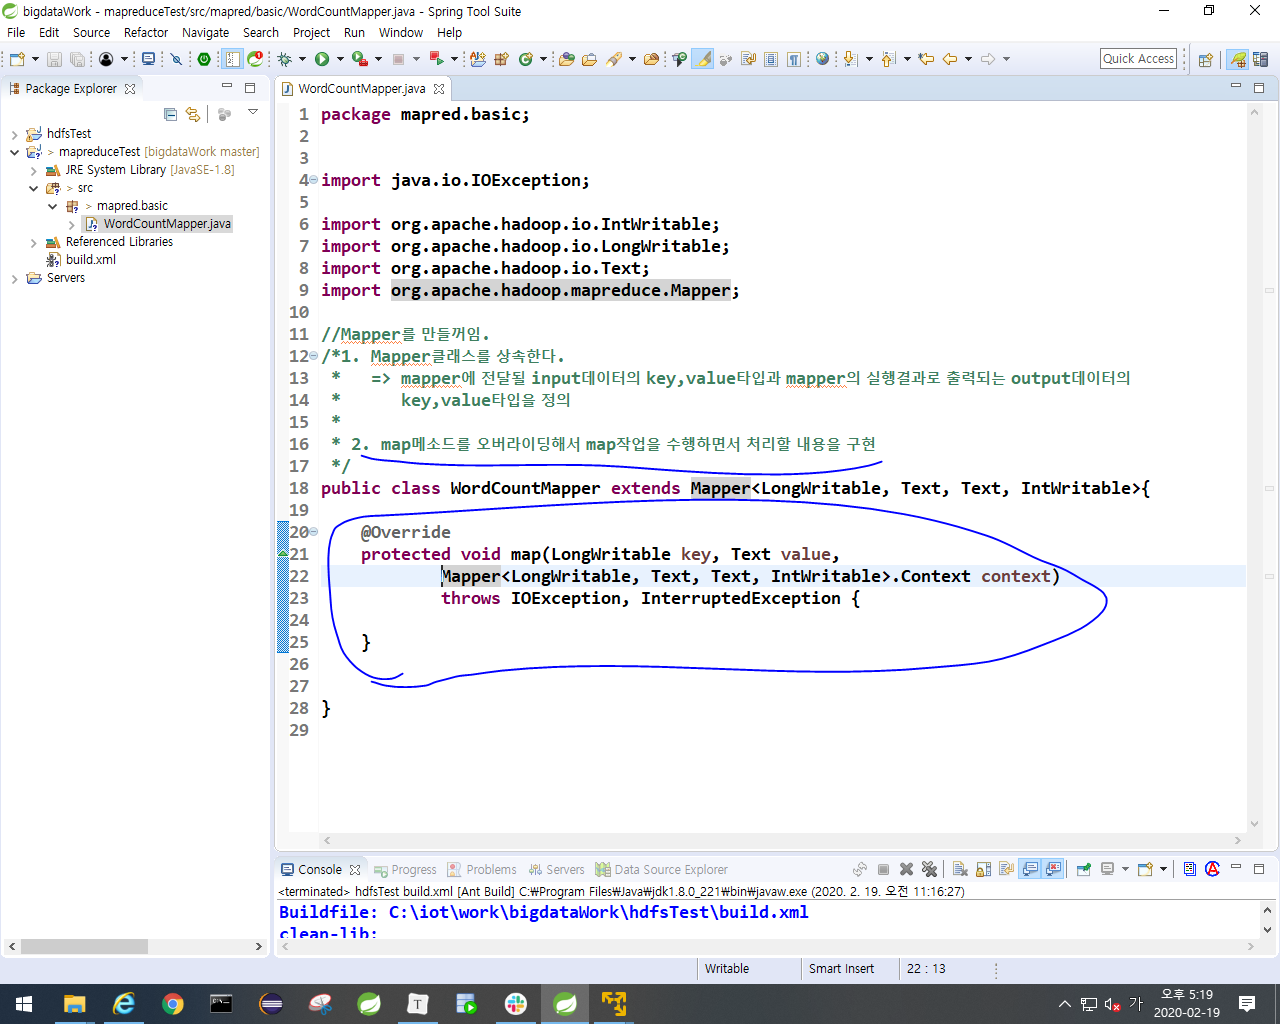 bigdataWork - mapreduceTest/src/mapred/basic/WordCountMapper.java - Spring Tool Suite
File Edit Source Refactor Navigate Search Project Run Window Help
Quick Access
Package Explorer
hdfsTest
> mapreduceTest [bigdataWork master]
JRE System Library [JavaSE-1.8]
> src
> mapred.basic
WordCountMapper.java
Referenced Libraries
build.xml
Servers
WordCountMapper.java
1 package mapred.basic;
2
3
4 import java.io.IOException;
5
6 import org.apache.hadoop.io.IntWritable;
7 import org.apache.hadoop.io.LongWritable;
8 import org.apache.hadoop.io.Text;
9 import org.apache.hadoop.mapreduce.Mapper;
10
11 //Mapper를 만들꺼임.
12 /*1. Mapper클래스를 상속한다.
13 * => mapper에 전달될 input데이터의 key,value타입과 mapper의 실행결과로 출력되는 output데이터의
14 * key,value타입을 정의
15 *
16 * 2. map메소드를 오버라이딩해서 map작업을 수행하면서 처리할 내용을 구현
17 */
18 public class WordCountMapper extends Mapper<LongWritable, Text, Text, IntWritable>{
19
20 @Override
21 protected void map(LongWritable key, Text value,
22 Mapper<LongWritable, Text, Text, IntWritable>.Context context)
23 throws IOException, InterruptedException {
24
25 }
26
27
28 }
29
Console Progress Problems Servers Data Source Explorer
<terminated> hdfsTest build.xml [Ant Build] C:₩Program Files₩Java₩jdk1.8.0_221₩bin₩javaw.exe (2020. 2. 19. 오전 11:16:27)
Buildfile: C:\iot\work\bigdataWork\hdfsTest\build.xml
clean-lib:
Writable Smart Insert 22 : 13
가 오후 5:19
2020-02-19